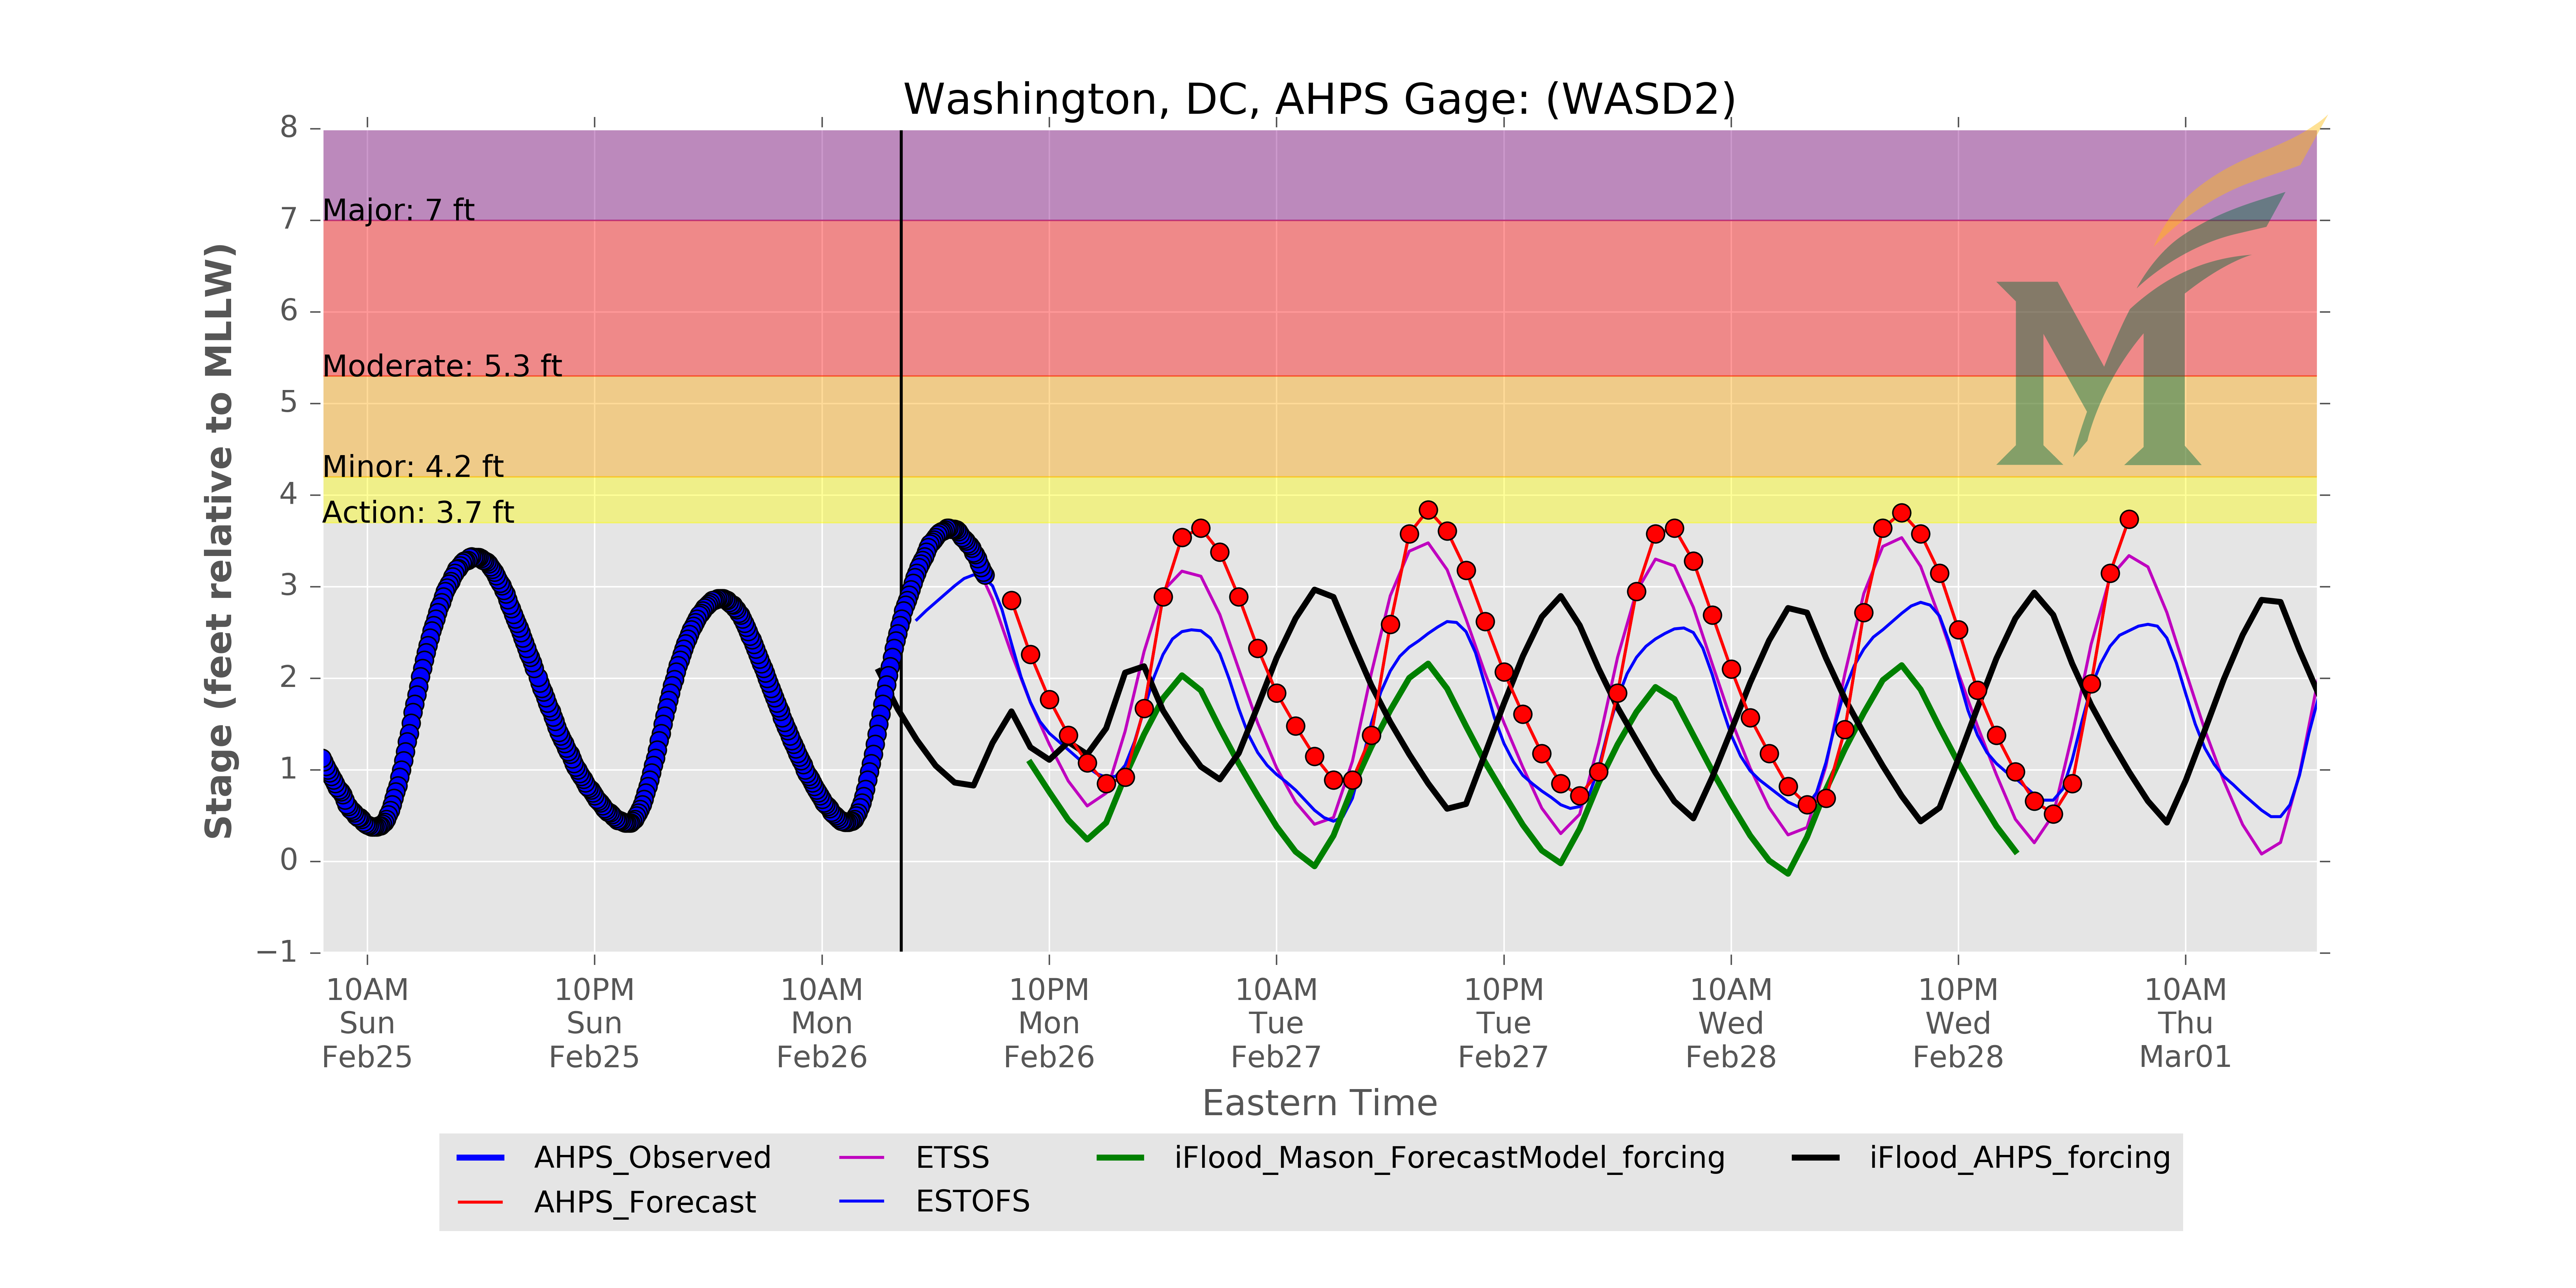 Washington, DC, AHPS Gage: (WASD2)
8
7
6
5
4
3
2
1
0
−1
Stage (feet relative to MLLW)
Major: 7 ft
Moderate: 5.3 ft
Minor: 4.2 ft
Action: 3.7 ft
10AM
Sun
Feb25
10PM
Sun
Feb25
10AM
Mon
Feb26
10PM
Mon
Feb26
10AM
Tue
Feb27
10PM
Tue
Feb27
10AM
Wed
Feb28
10PM
Wed
Feb28
10AM
Thu
Mar01
Eastern Time
AHPS_Observed
AHPS_Forecast
ETSS
ESTOFS
iFlood_Mason_ForecastModel_forcing
iFlood_AHPS_forcing
M